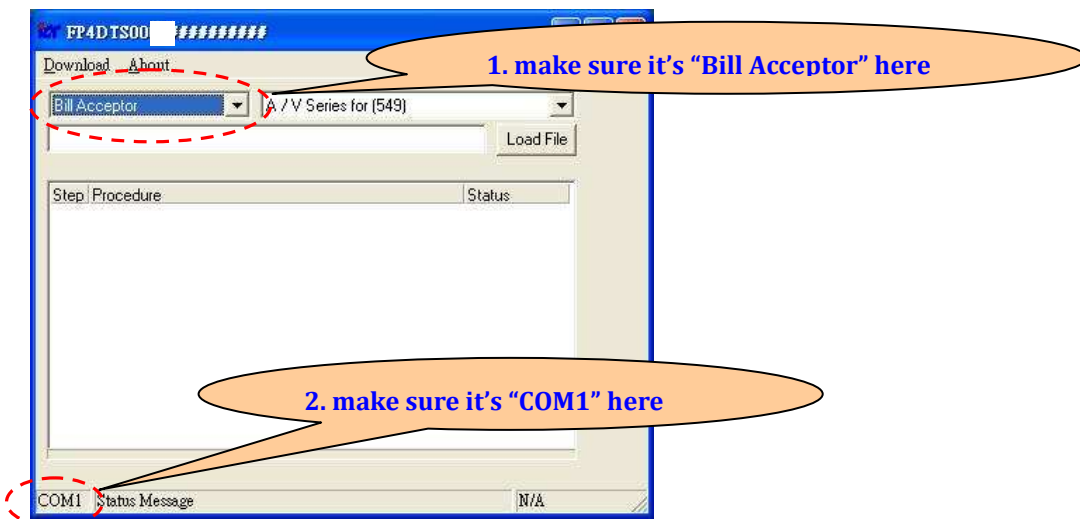 FP4DTS00 ##########
Download About
1. make sure it's “Bill Acceptor” here
Bill Acceptor A / V Series for (549)
Load File
Step Procedure Status
2. make sure it's “COM1” here
COM1 Status Message N/A